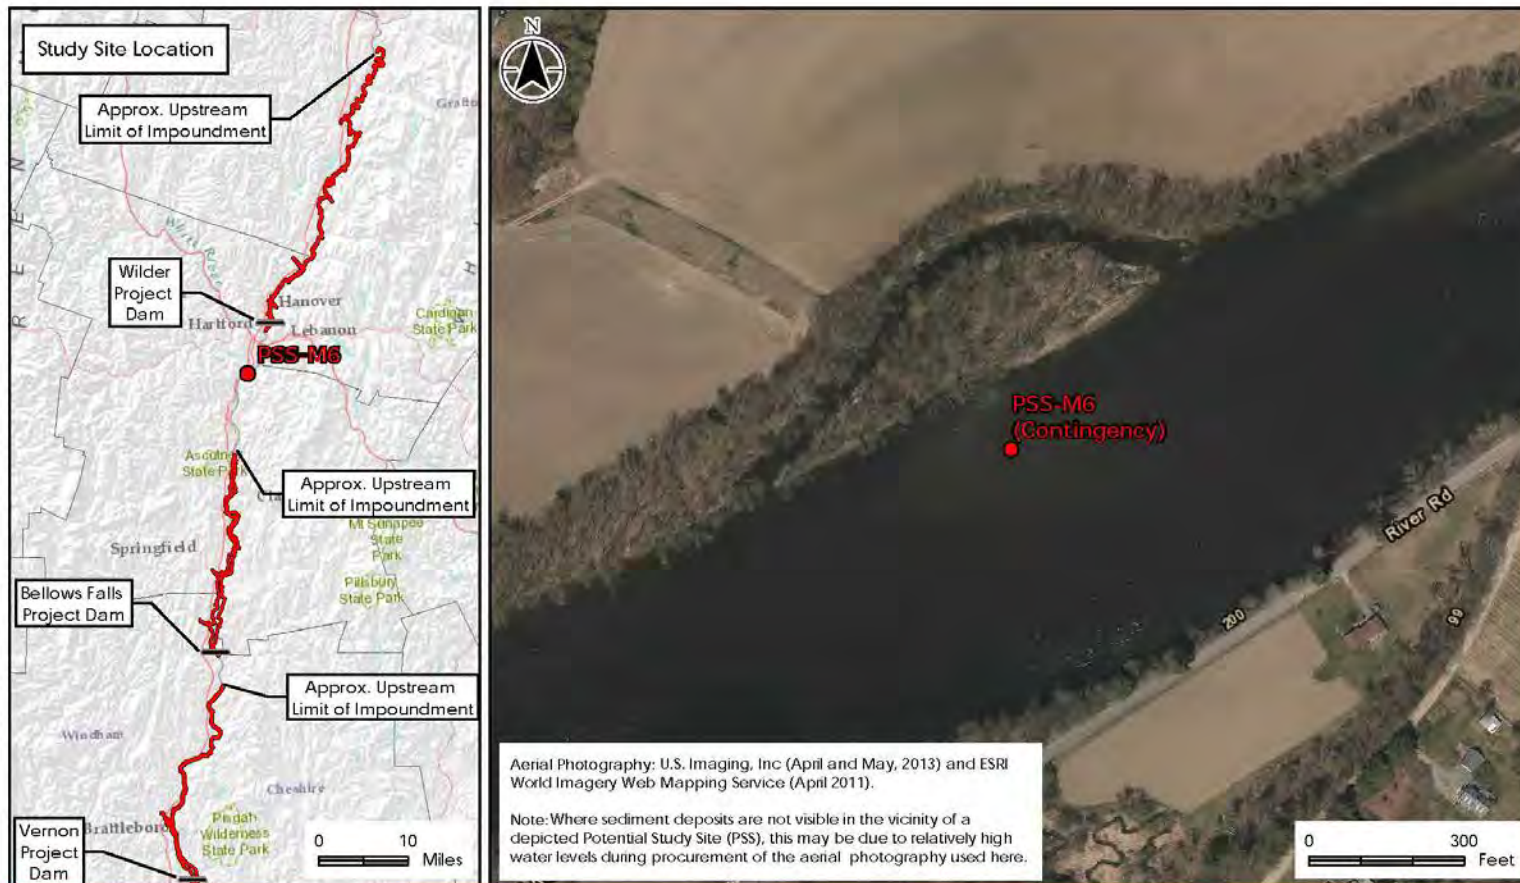 Study Site Location
Approx. Upstream
Limit of Impoundment
Grafto
White River
Wilder
Project
Dam
Hanover
Hartford
Lebanon
Cardigan
State Park
PSS-M6
Ascutney
State Park
Approx. Upstream
Limit of Impoundment
Cla
Mt Sunapee
State
Park
Springfield
Pillsbury
State Park
Bellows Falls
Project Dam
Approx. Upstream
Limit of Impoundment
Windham
Cheshire
Brattleboro
Pisgah
Wilderness
State Park
Vernon
Project
Dam
0 10
Miles
N
PSS-M6
(Contingency)
River Rd
200
99
Aerial Photography: U.S. Imaging, Inc (April and May, 2013) and ESRI
World Imagery Web Mapping Service (April 2011).
Note: Where sediment deposits are not visible in the vicinity of a
depicted Potential Study Site (PSS), this may be due to relatively high
water levels during procurement of the aerial photography used here.
0 300
Feet